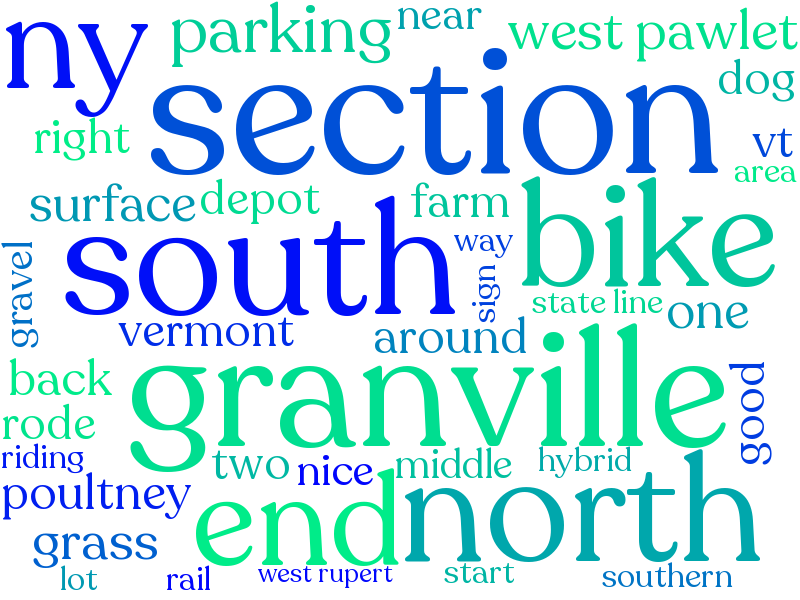 ny
parking
near
west pawlet
section
dog
right
vt
area
surface
depot
farm
bike
south
way
gravel
sign
state line
one
vermont
around
granville
back
good
rode
riding
two
nice
middle
hybrid
poultney
end
north
grass
lot
rail
west rupert
start
southern